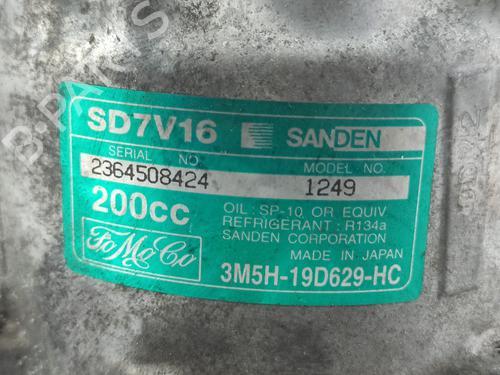 SD7V16 SANDEN
SERIAL NO. MODEL NO.
2364508424 1249
200cc
OIL : SP-10 OR EQUIV
REFRIGERANT : R134a
SANDEN CORPORATION
MADE IN JAPAN
FoMoCo
3M5H-19D629-HC
B-PARTS